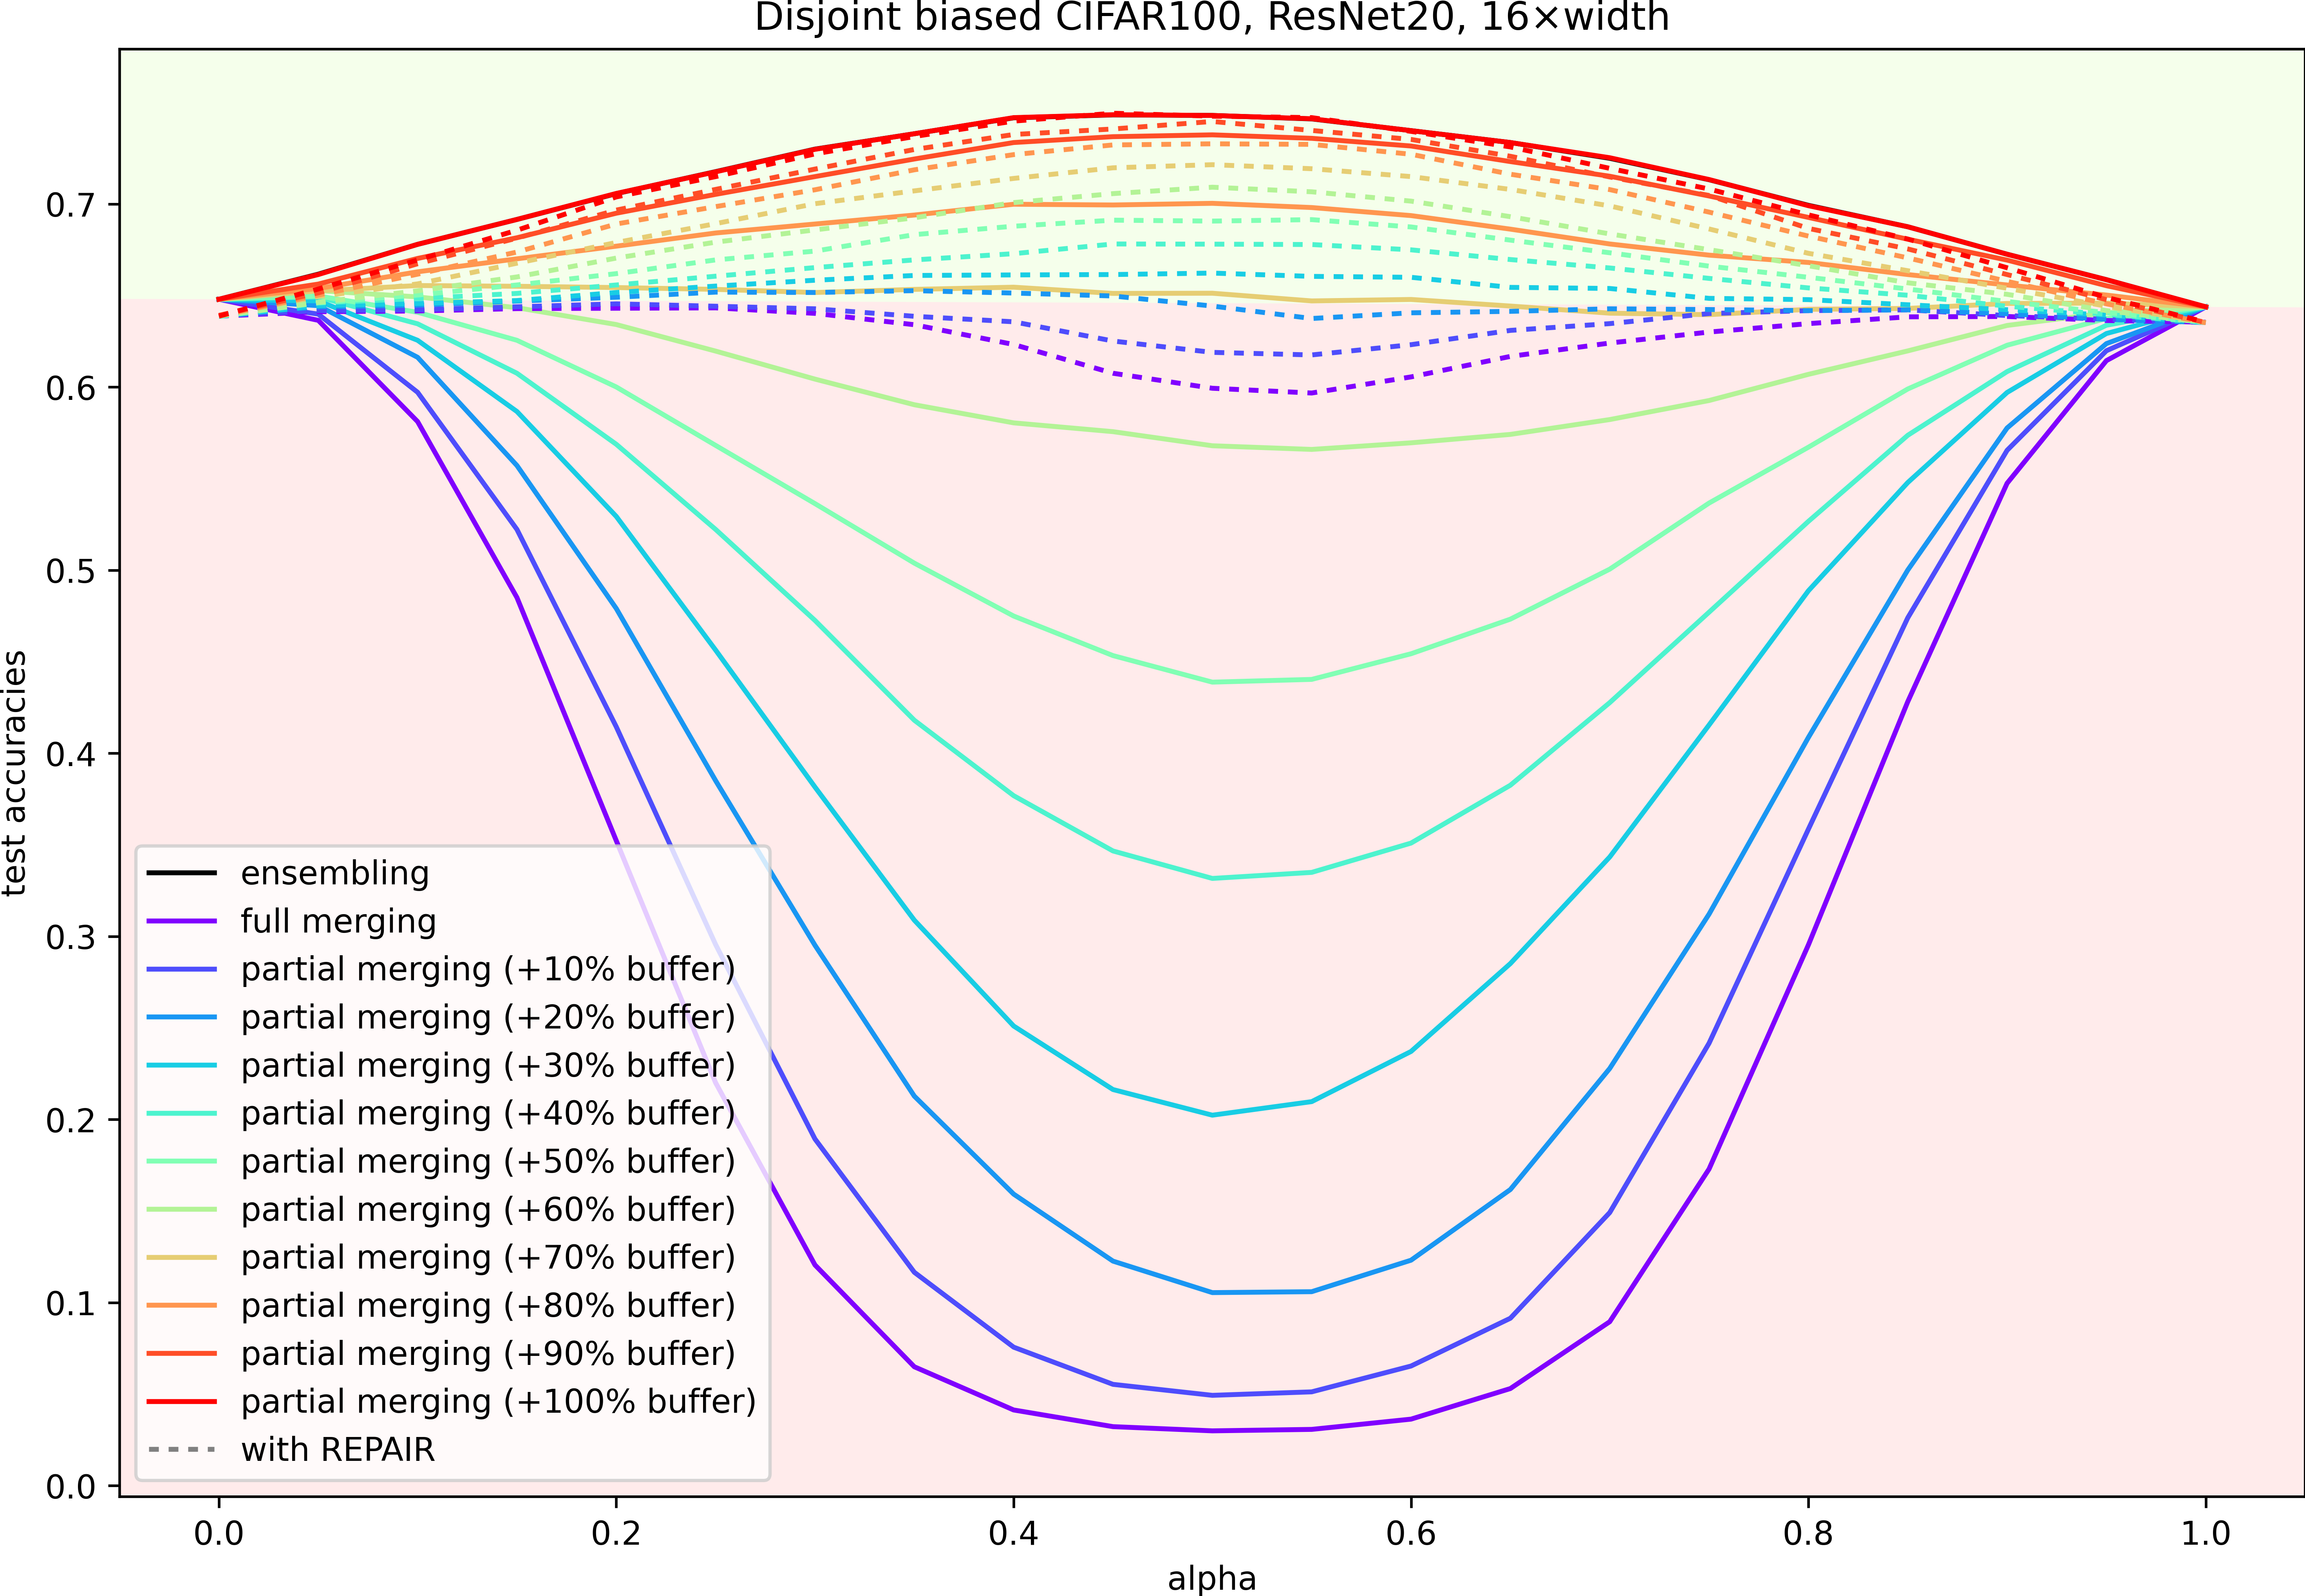 Disjoint biased CIFAR100, ResNet20, 16×width
test accuracies
0.7
0.6
0.5
0.4
0.3
0.2
0.1
0.0
ensembling
full merging
partial merging (+10% buffer)
partial merging (+20% buffer)
partial merging (+30% buffer)
partial merging (+40% buffer)
partial merging (+50% buffer)
partial merging (+60% buffer)
partial merging (+70% buffer)
partial merging (+80% buffer)
partial merging (+90% buffer)
partial merging (+100% buffer)
with REPAIR
0.0 0.2 0.4 0.6 0.8 1.0
alpha